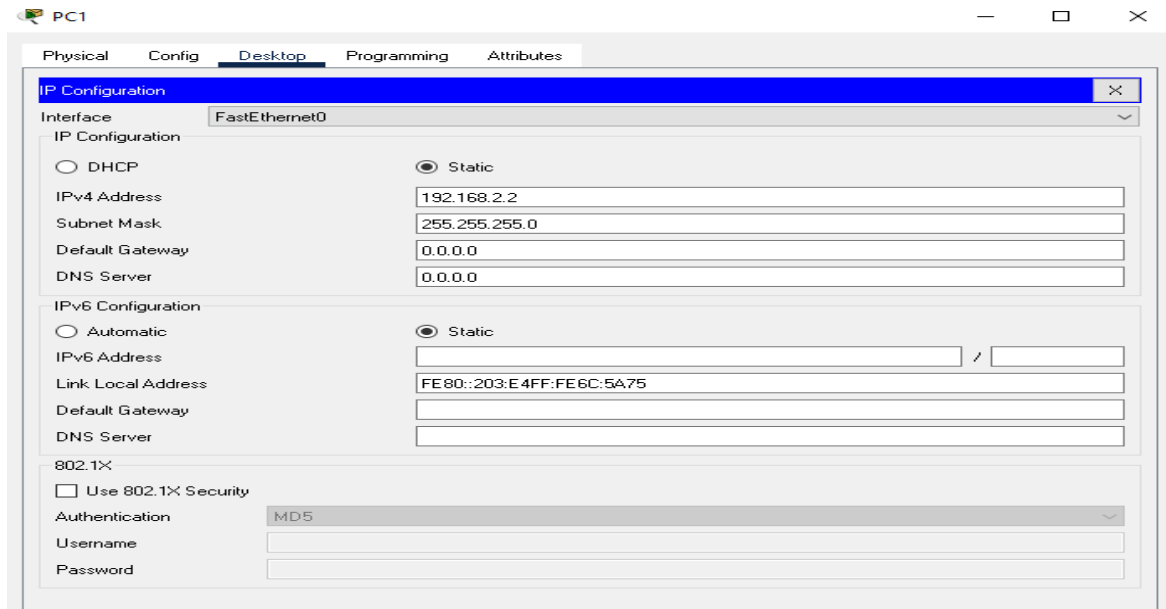 PC1
Physical Config Desktop Programming Attributes
IP Configuration
Interface FastEthernet0
IP Configuration
DHCP Static
IPv4 Address 192.168.2.2
Subnet Mask 255.255.255.0
Default Gateway 0.0.0.0
DNS Server 0.0.0.0
IPv6 Configuration
Automatic Static
IPv6 Address /
Link Local Address FE80::203:E4FF:FE6C:5A75
Default Gateway
DNS Server
802.1X
Use 802.1X Security
Authentication MD5
Username
Password